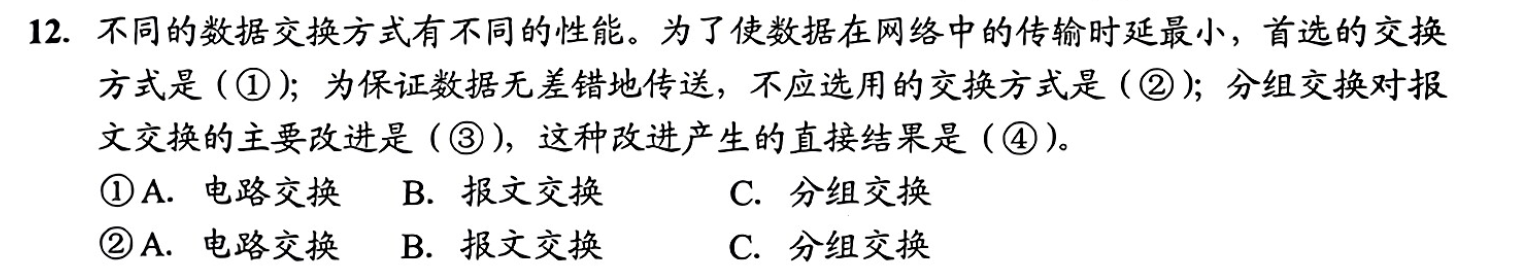 12. 不同的数据交换方式有不同的性能。为了使数据在网络中的传输时延最小，首选的交换
方式是（①）；为保证数据无差错地传送，不应选用的交换方式是（②）；分组交换对报
文交换的主要改进是（③），这种改进产生的直接结果是（④）。
①A. 电路交换 B. 报文交换 C. 分组交换
②A. 电路交换 B. 报文交换 C. 分组交换